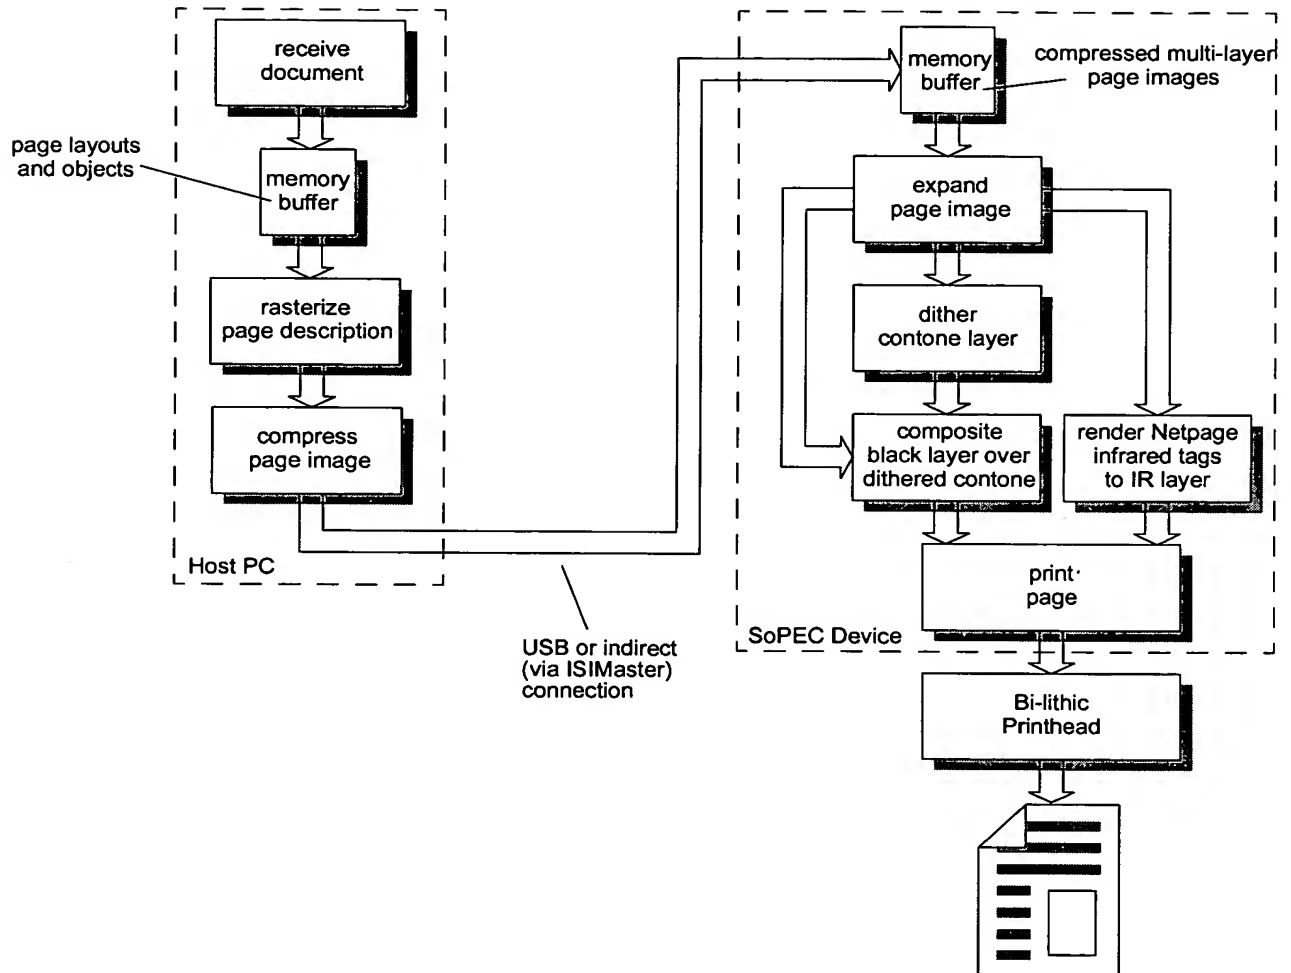 receive
document
page layouts
and objects
memory
buffer
rasterize
page description
compress
page image
Host PC
USB or indirect
(via ISIMaster)
connection
memory
buffer
compressed multi-layer
page images
expand
page image
dither
contone layer
composite
black layer over
dithered contone
render Netpage
infrared tags
to IR layer
print
page
SoPEC Device
Bi-lithic
Printhead